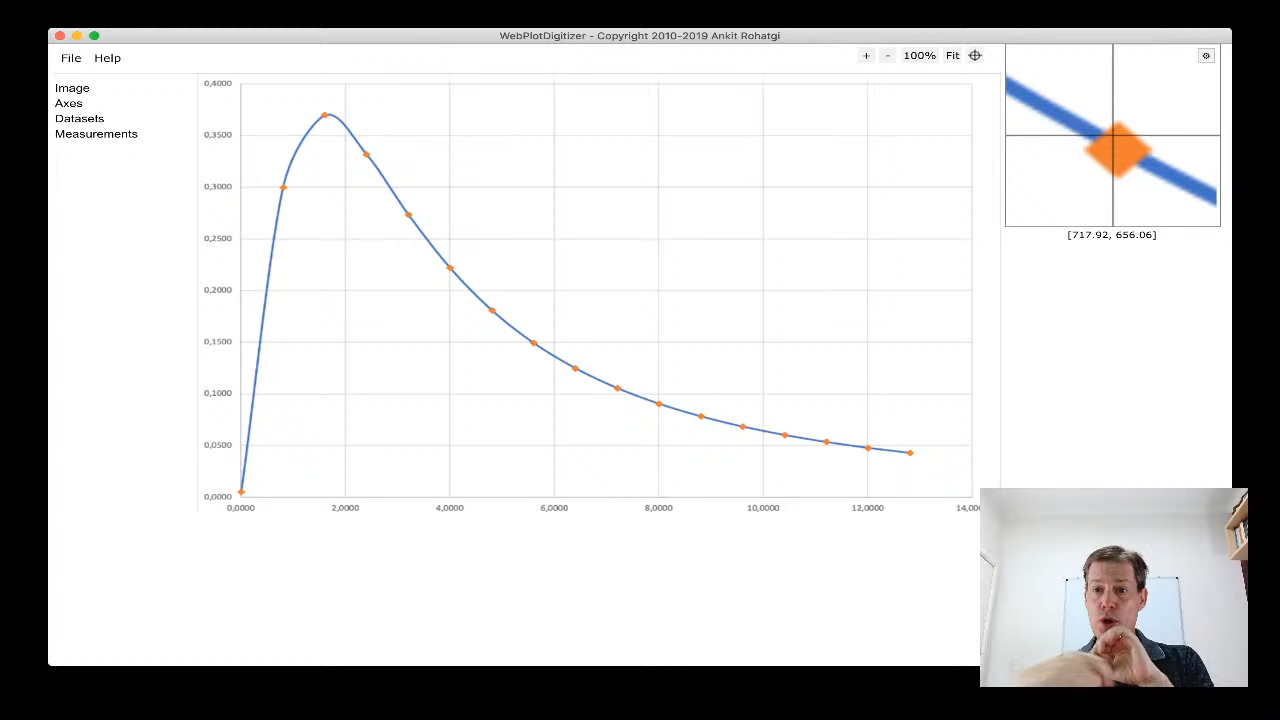 WebPlotDigitizer - Copyright 2010-2019 Ankit Rohatgi
File Help
+ - 100% Fit
Image
Axes
Datasets
Measurements
0,4000
0,3500
0,3000
0,2500
0,2000
0,1500
0,1000
0,0500
0,0000
0,0000 2,0000 4,0000 6,0000 8,0000 10,0000 12,0000 14,00
[717.92, 656.06]